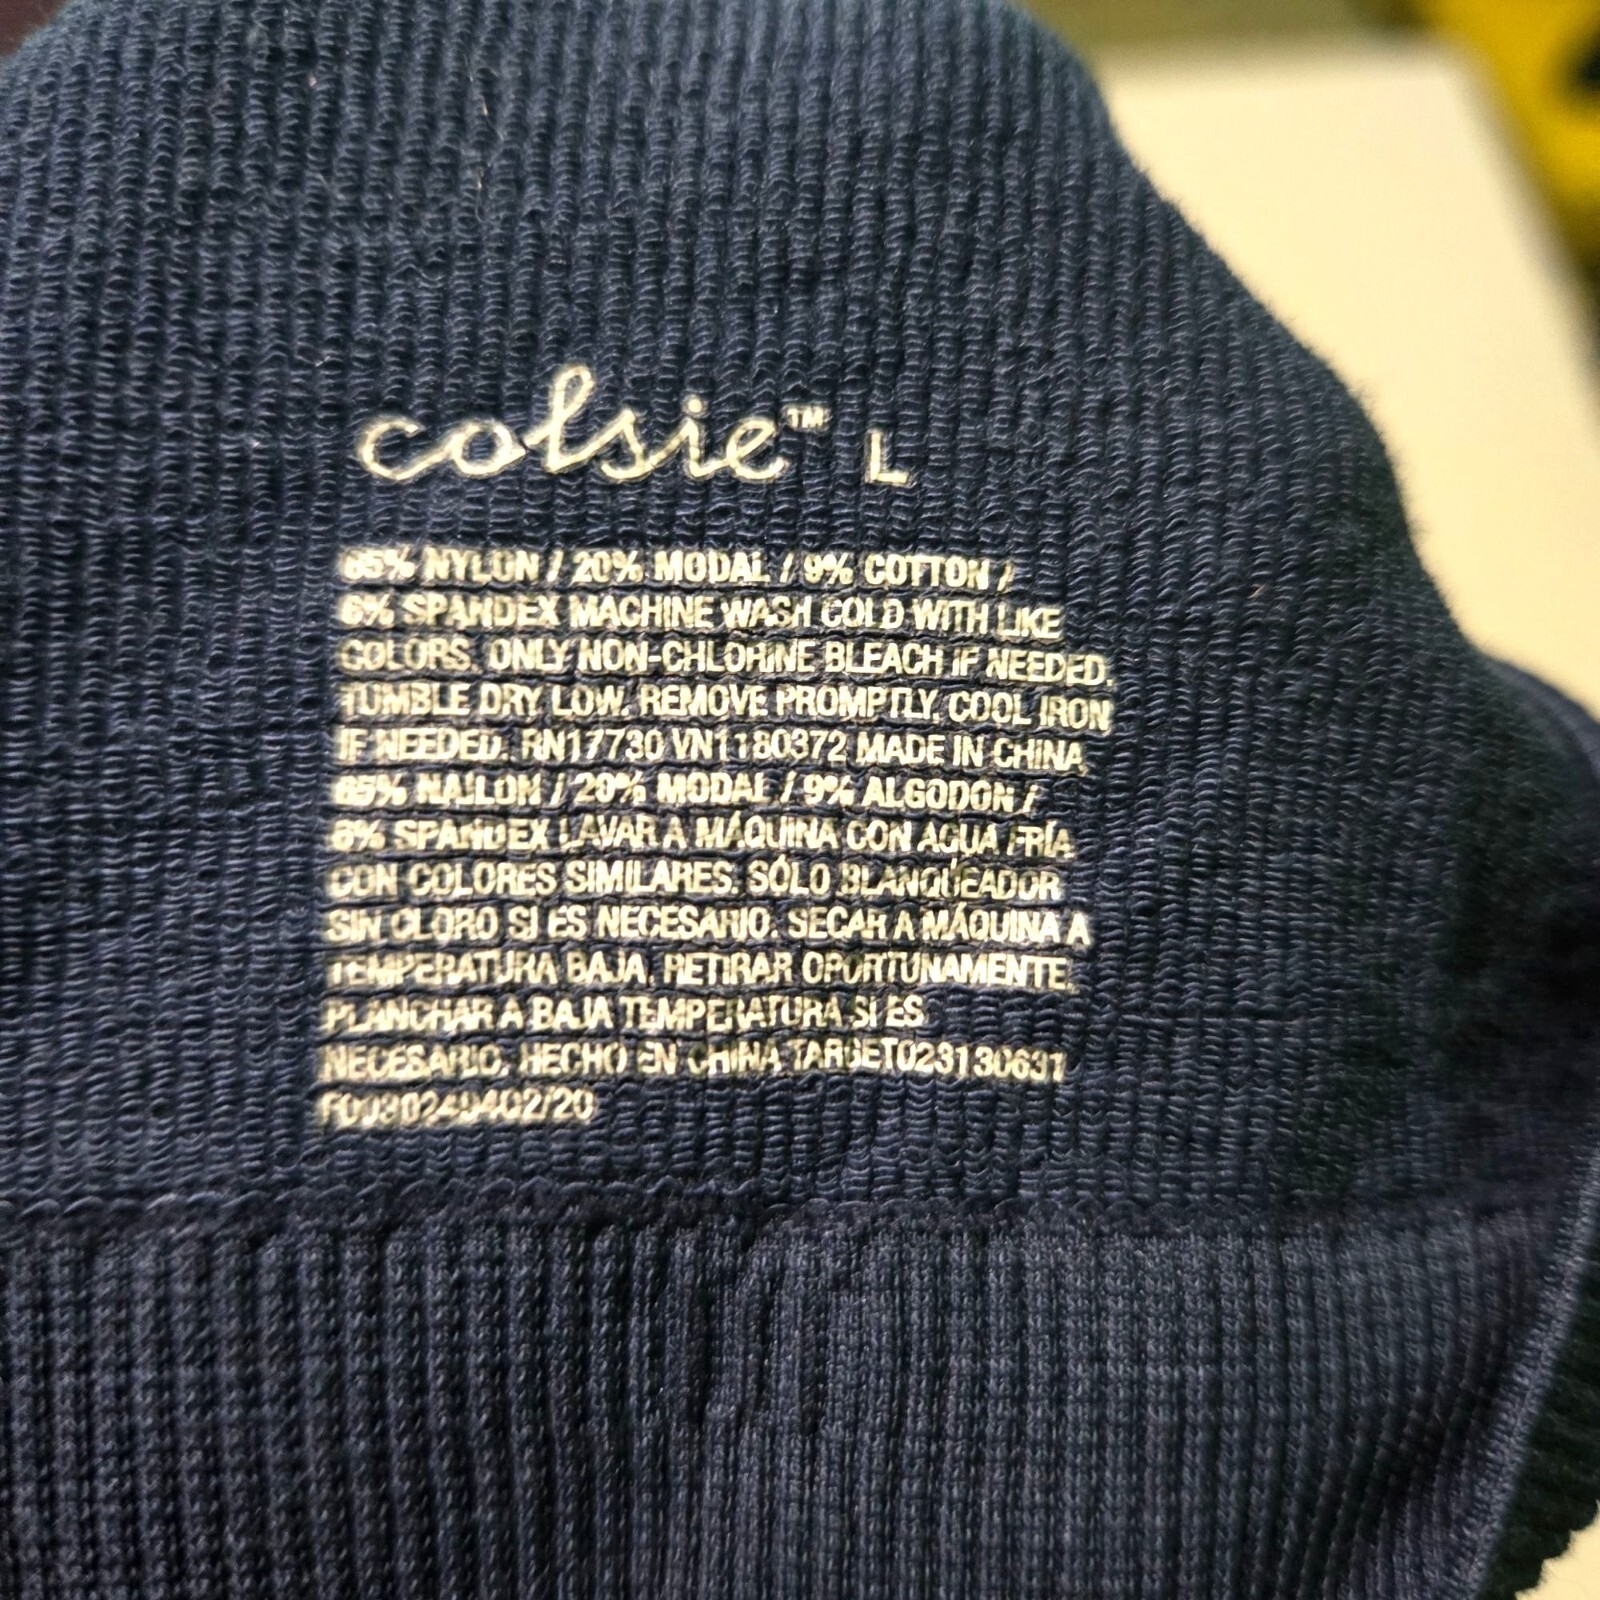 colsie™ L
65% NYLON / 20% MODAL / 9% COTTON /
6% SPANDEX MACHINE WASH COLD WITH LIKE
COLORS. ONLY NON-CHLORINE BLEACH IF NEEDED.
TUMBLE DRY LOW. REMOVE PROMPTLY. COOL IRON
IF NEEDED. RN17730 VN1180372 MADE IN CHINA
65% NAILON / 20% MODAL / 9% ALGODON /
6% SPANDEX LAVAR A MÁQUINA CON AGUA FRÍA
CON COLORES SIMILARES. SÓLO BLANQUEADOR
SIN CLORO SI ES NECESARIO. SECAR A MÁQUINA A
TEMPERATURA BAJA. RETIRAR OPORTUNAMENTE.
PLANCHAR A BAJA TEMPERATURA SI ES
NECESARIO. HECHO EN CHINA TARGET023130631